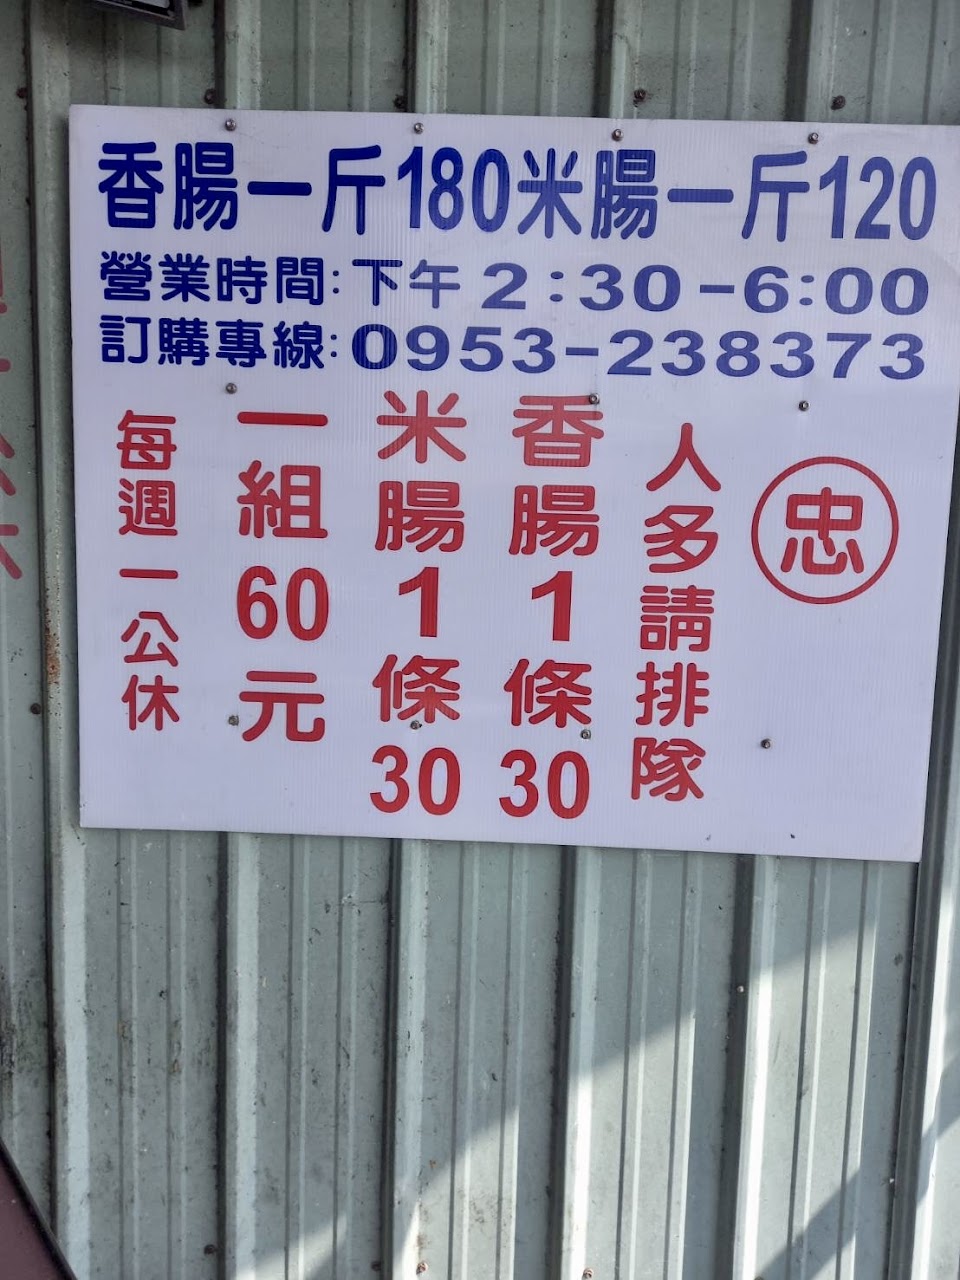 香腸一斤180米腸一斤120
營業時間:下午2:30-6:00
訂購專線:0953-238373
忠
人多請排隊
香腸1條30
米腸1條30
一組60元
每週一公休